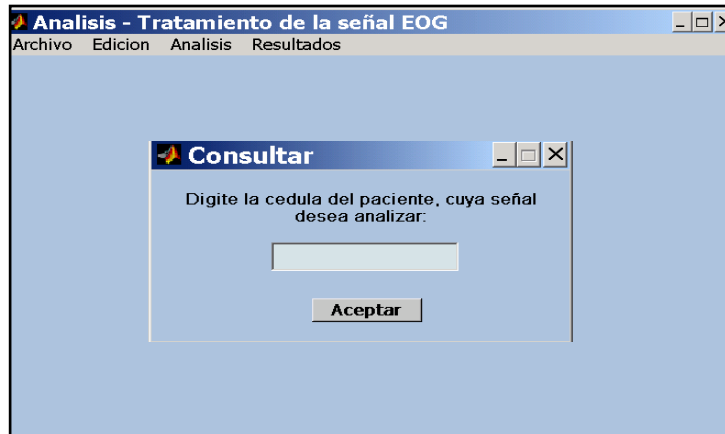 Analisis - Tratamiento de la señal EOG
Archivo Edicion Analisis Resultados
Consultar
Digite la cedula del paciente, cuya señal
desea analizar:
Aceptar